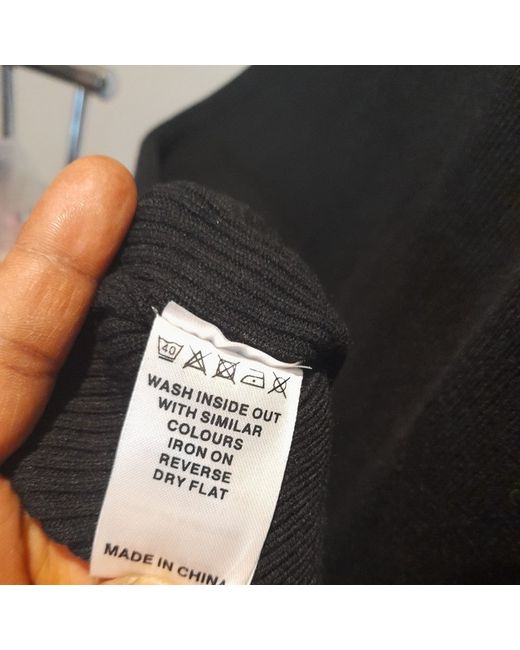 40
WASH INSIDE OUT
WITH SIMILAR
COLOURS
IRON ON
REVERSE
DRY FLAT
MADE IN CHINA